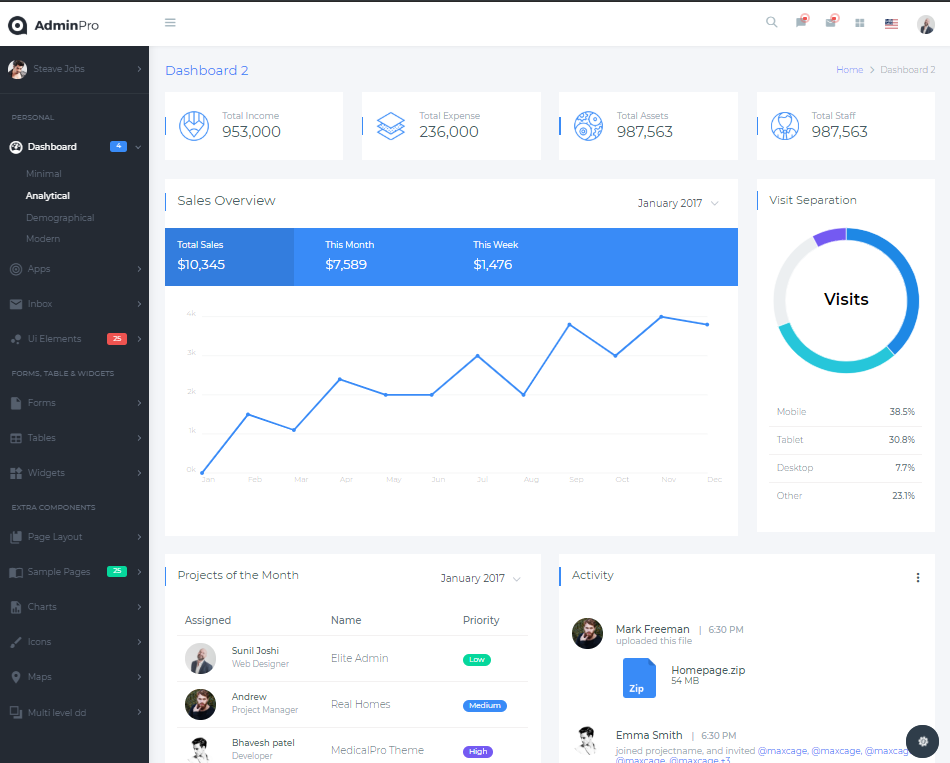 AdminPro
Steave Jobs
PERSONAL
Dashboard 4
Minimal
Analytical
Demographical
Modern
Apps
Inbox
Ui Elements 25
FORMS, TABLE & WIDGETS
Forms
Tables
Widgets
EXTRA COMPONENTS
Page Layout
Sample Pages 25
Charts
Icons
Maps
Multi level dd
Dashboard 2
Home > Dashboard 2
Total Income
953,000
Total Expense
236,000
Total Assets
987,563
Total Staff
987,563
Sales Overview
January 2017
Total Sales
$10,345
This Month
$7,589
This Week
$1,476
4k
3k
2k
1k
0k
Jan Feb Mar Apr May Jun Jul Aug Sep Oct Nov Dec
Visit Separation
Visits
Mobile 38.5%
Tablet 30.8%
Desktop 7.7%
Other 23.1%
Projects of the Month
January 2017
Assigned Name Priority
Sunil Joshi
Web Designer
Elite Admin
Low
Andrew
Project Manager
Real Homes
Medium
Bhavesh patel
Developer
MedicalPro Theme
High
Activity
Mark Freeman | 6:30 PM
uploaded this file
Zip
Homepage.zip
54 MB
Emma Smith | 6:30 PM
joined projectname, and invited @maxcage, @maxcage, @maxcag
@maxcage, @maxcage,+3